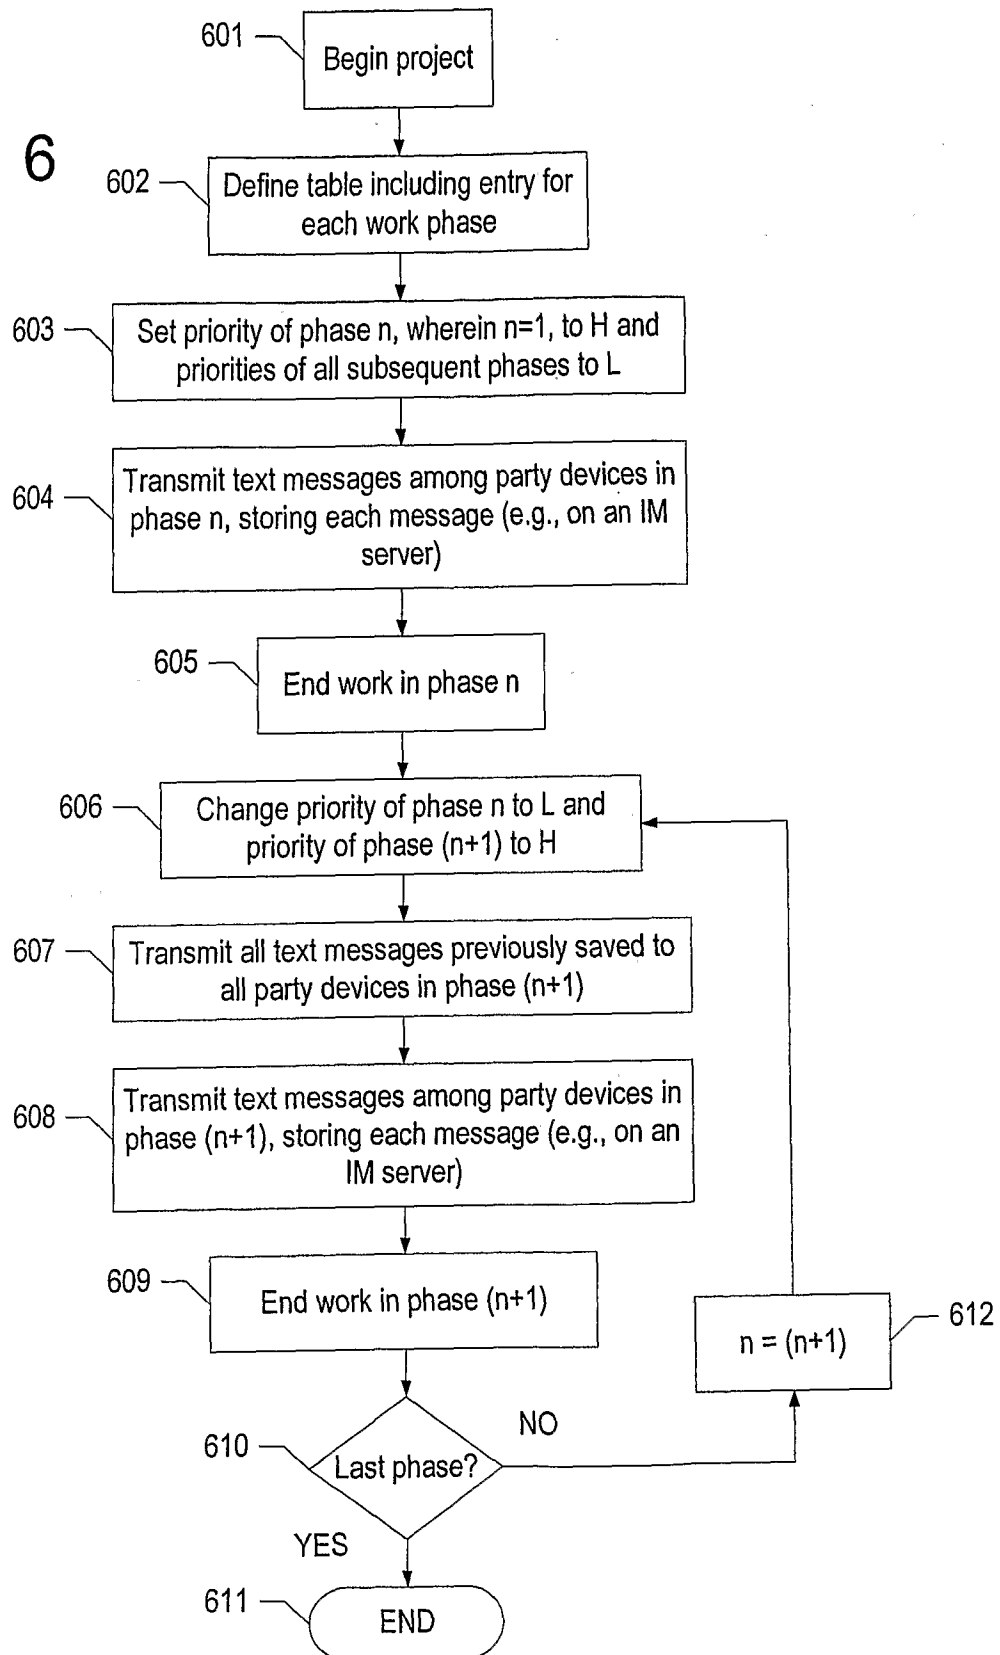 6
601
Begin project
602
Define table including entry for
each work phase
603
Set priority of phase n, wherein n=1, to H and
priorities of all subsequent phases to L
604
Transmit text messages among party devices in
phase n, storing each message (e.g., on an IM
server)
605
End work in phase n
606
Change priority of phase n to L and
priority of phase (n+1) to H
607
Transmit all text messages previously saved to
all party devices in phase (n+1)
608
Transmit text messages among party devices in
phase (n+1), storing each message (e.g., on an
IM server)
609
End work in phase (n+1)
612
n = (n+1)
610
Last phase?
NO
YES
611
END